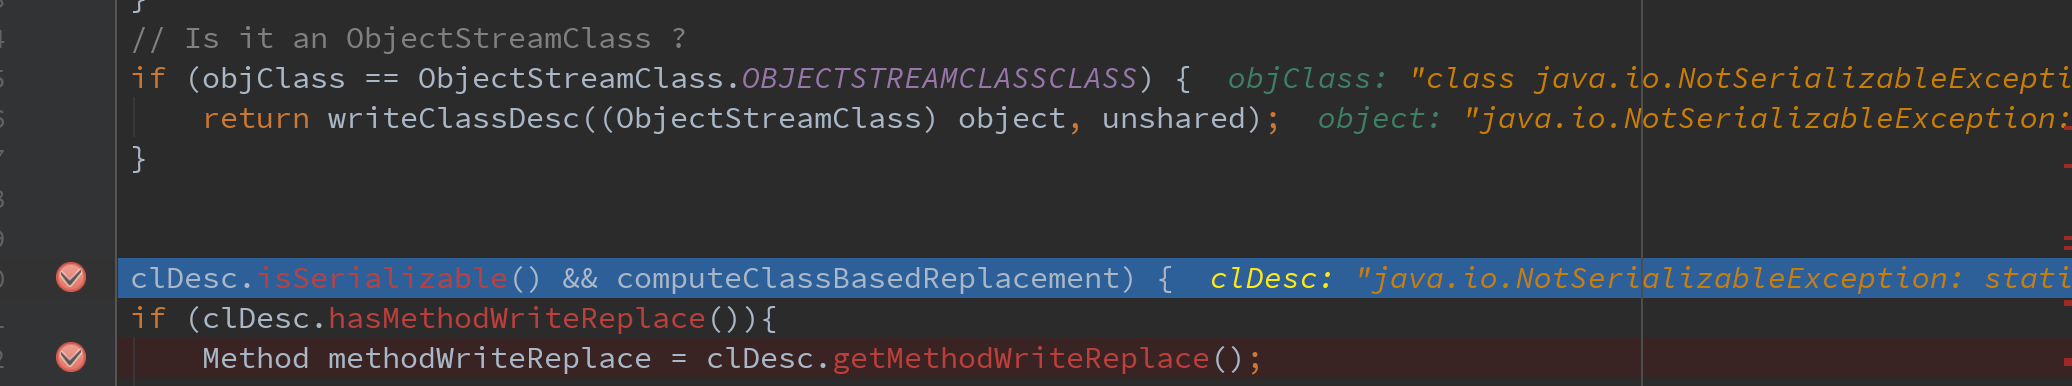 }
// Is it an ObjectStreamClass ?
if (objClass == ObjectStreamClass.OBJECTSTREAMCLASSCLASS) { objClass: "class java.io.NotSerializableExcepti
return writeClassDesc((ObjectStreamClass) object, unshared); object: "java.io.NotSerializableException:
}
clDesc.isSerializable() && computeClassBasedReplacement) { clDesc: "java.io.NotSerializableException: stati
if (clDesc.hasMethodWriteReplace()){
Method methodWriteReplace = clDesc.getMethodWriteReplace();